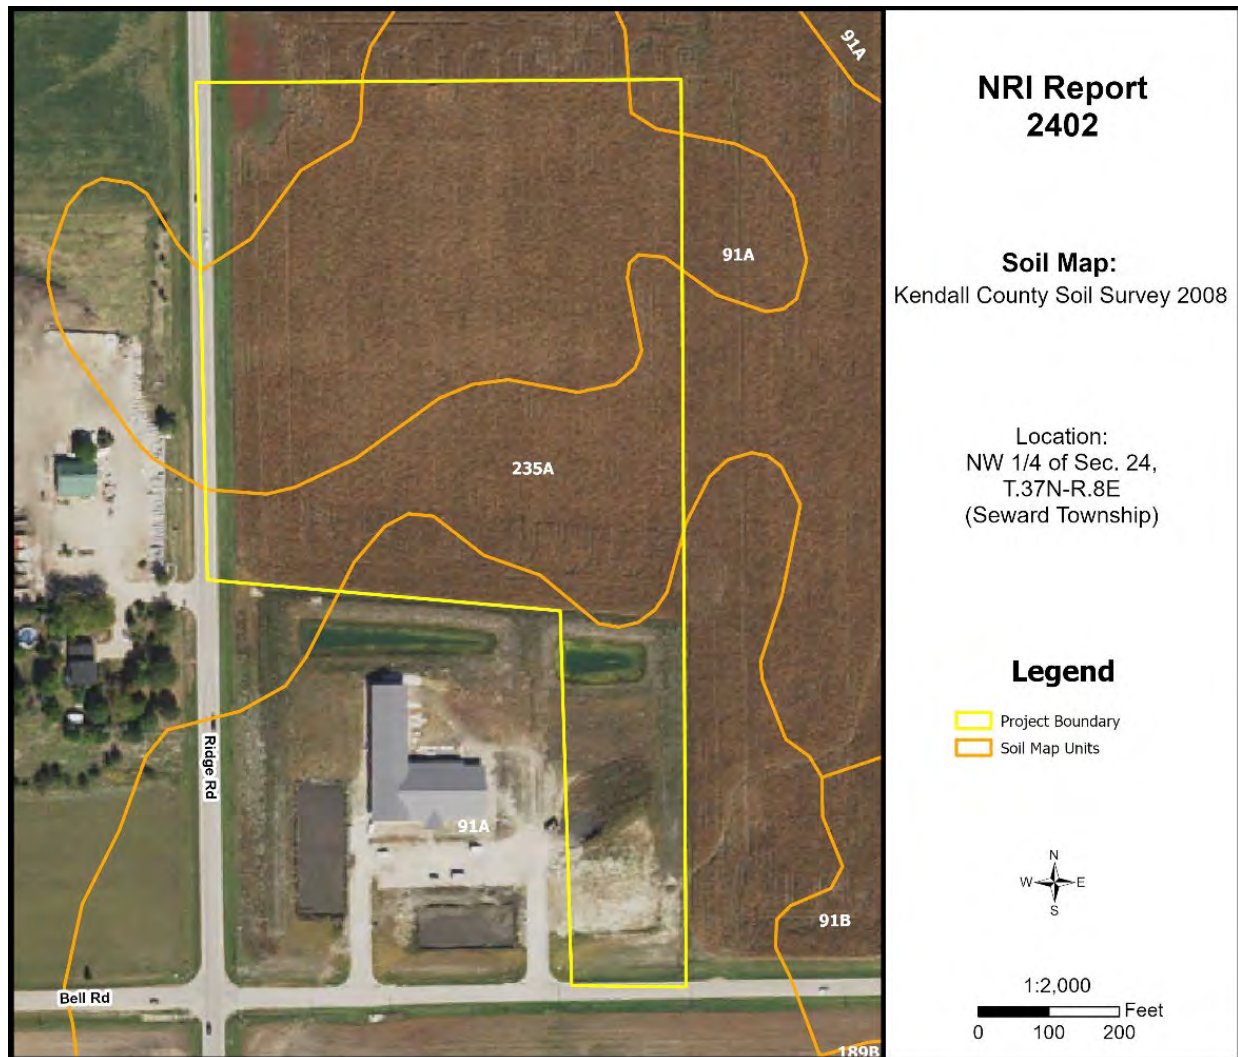 91A
NRI Report
2402
91A
Soil Map:
Kendall County Soil Survey 2008
235A
Location:
NW 1/4 of Sec. 24,
T.37N-R.8E
(Seward Township)
Legend
Project Boundary
Soil Map Units
Ridge Rd
91A
N
W
E
S
91B
Bell Rd
1:2,000
Feet
0 100 200
189B